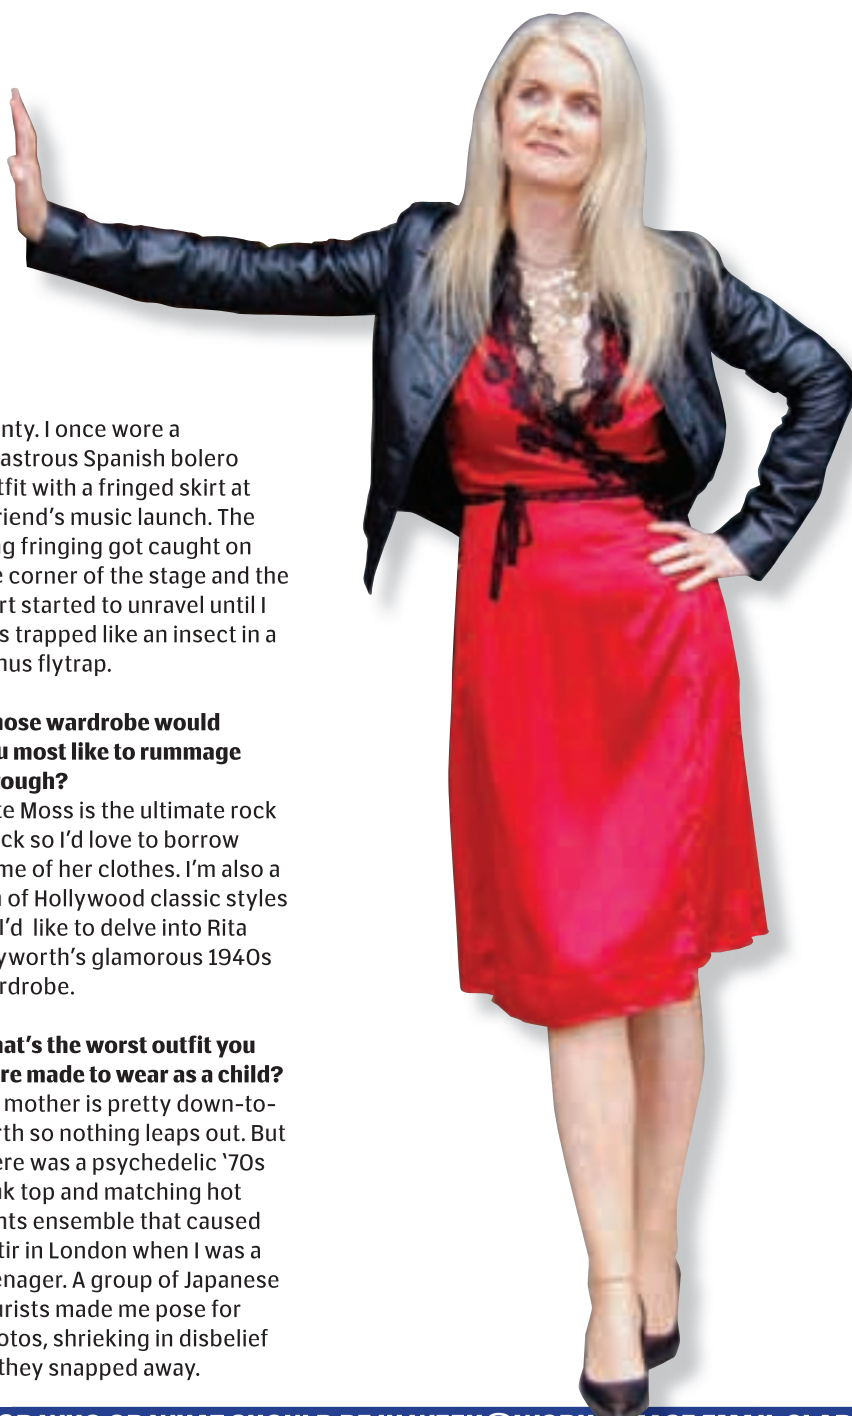 nty. I once wore a
astrous Spanish bolero
tfit with a fringed skirt at
riend's music launch. The
ng fringing got caught on
e corner of the stage and the
rt started to unravel until I
s trapped like an insect in a
nus flytrap.
hose wardrobe would
u most like to rummage
rough?
te Moss is the ultimate rock
ck so I'd love to borrow
me of her clothes. I'm also a
n of Hollywood classic styles
I'd like to delve into Rita
yworth's glamorous 1940s
rdrobe.
hat's the worst outfit you
re made to wear as a child?
mother is pretty down-to-
rth so nothing leaps out. But
ere was a psychedelic '70s
nk top and matching hot
nts ensemble that caused
tir in London when I was a
enager. A group of Japanese
urists made me pose for
otos, shrieking in disbelief
they snapped away.